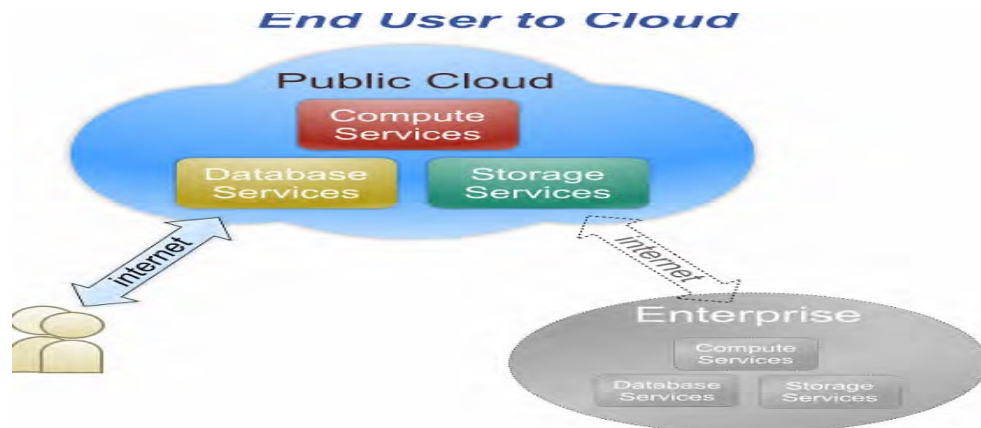 End User to Cloud
Public Cloud
Compute
Services
Database
Services
Storage
Services
internet
internet
Enterprise
Compute
Services
Database
Services
Storage
Services